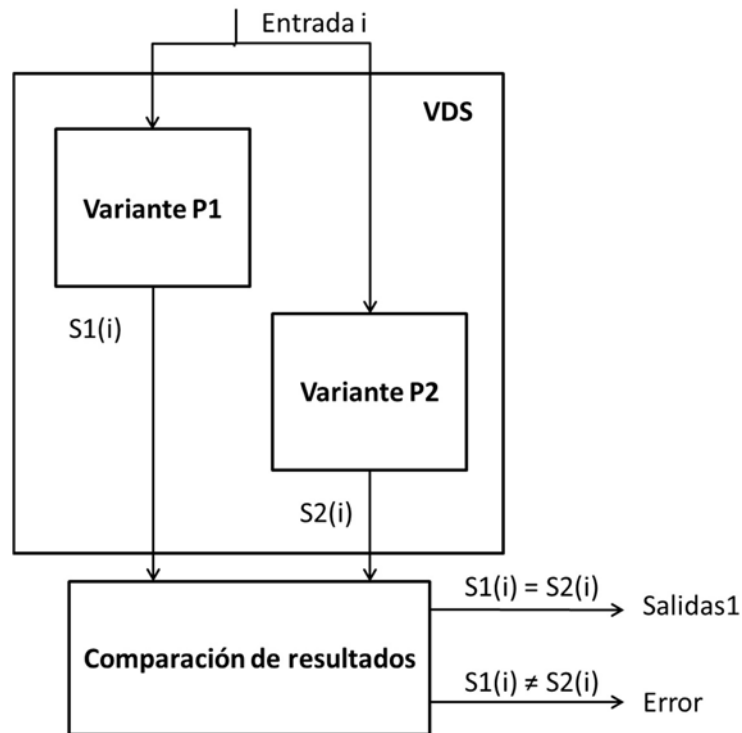 Entrada i
VDS
Variante P1
S1(i)
Variante P2
S2(i)
S1(i) = S2(i)
Salidas1
Comparación de resultados
S1(i) ≠ S2(i)
Error